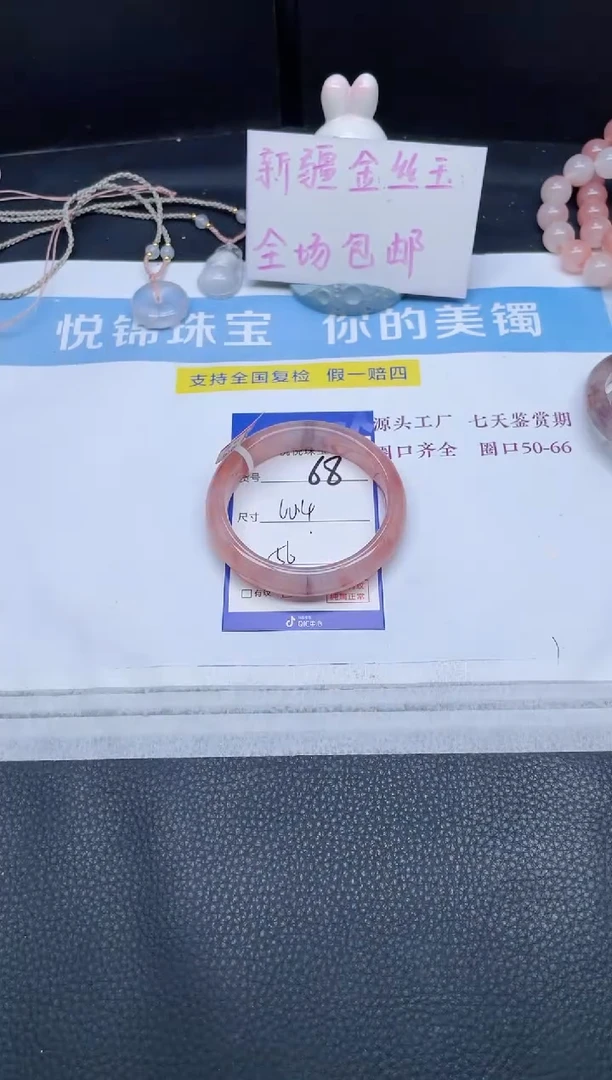 新疆金丝玉
全场包邮
悦锦珠宝 你的美镯
支持全国复检 假一赔四
源头工厂 七天鉴赏期
圈口齐全 圈口50-66
货号 68
尺寸
56